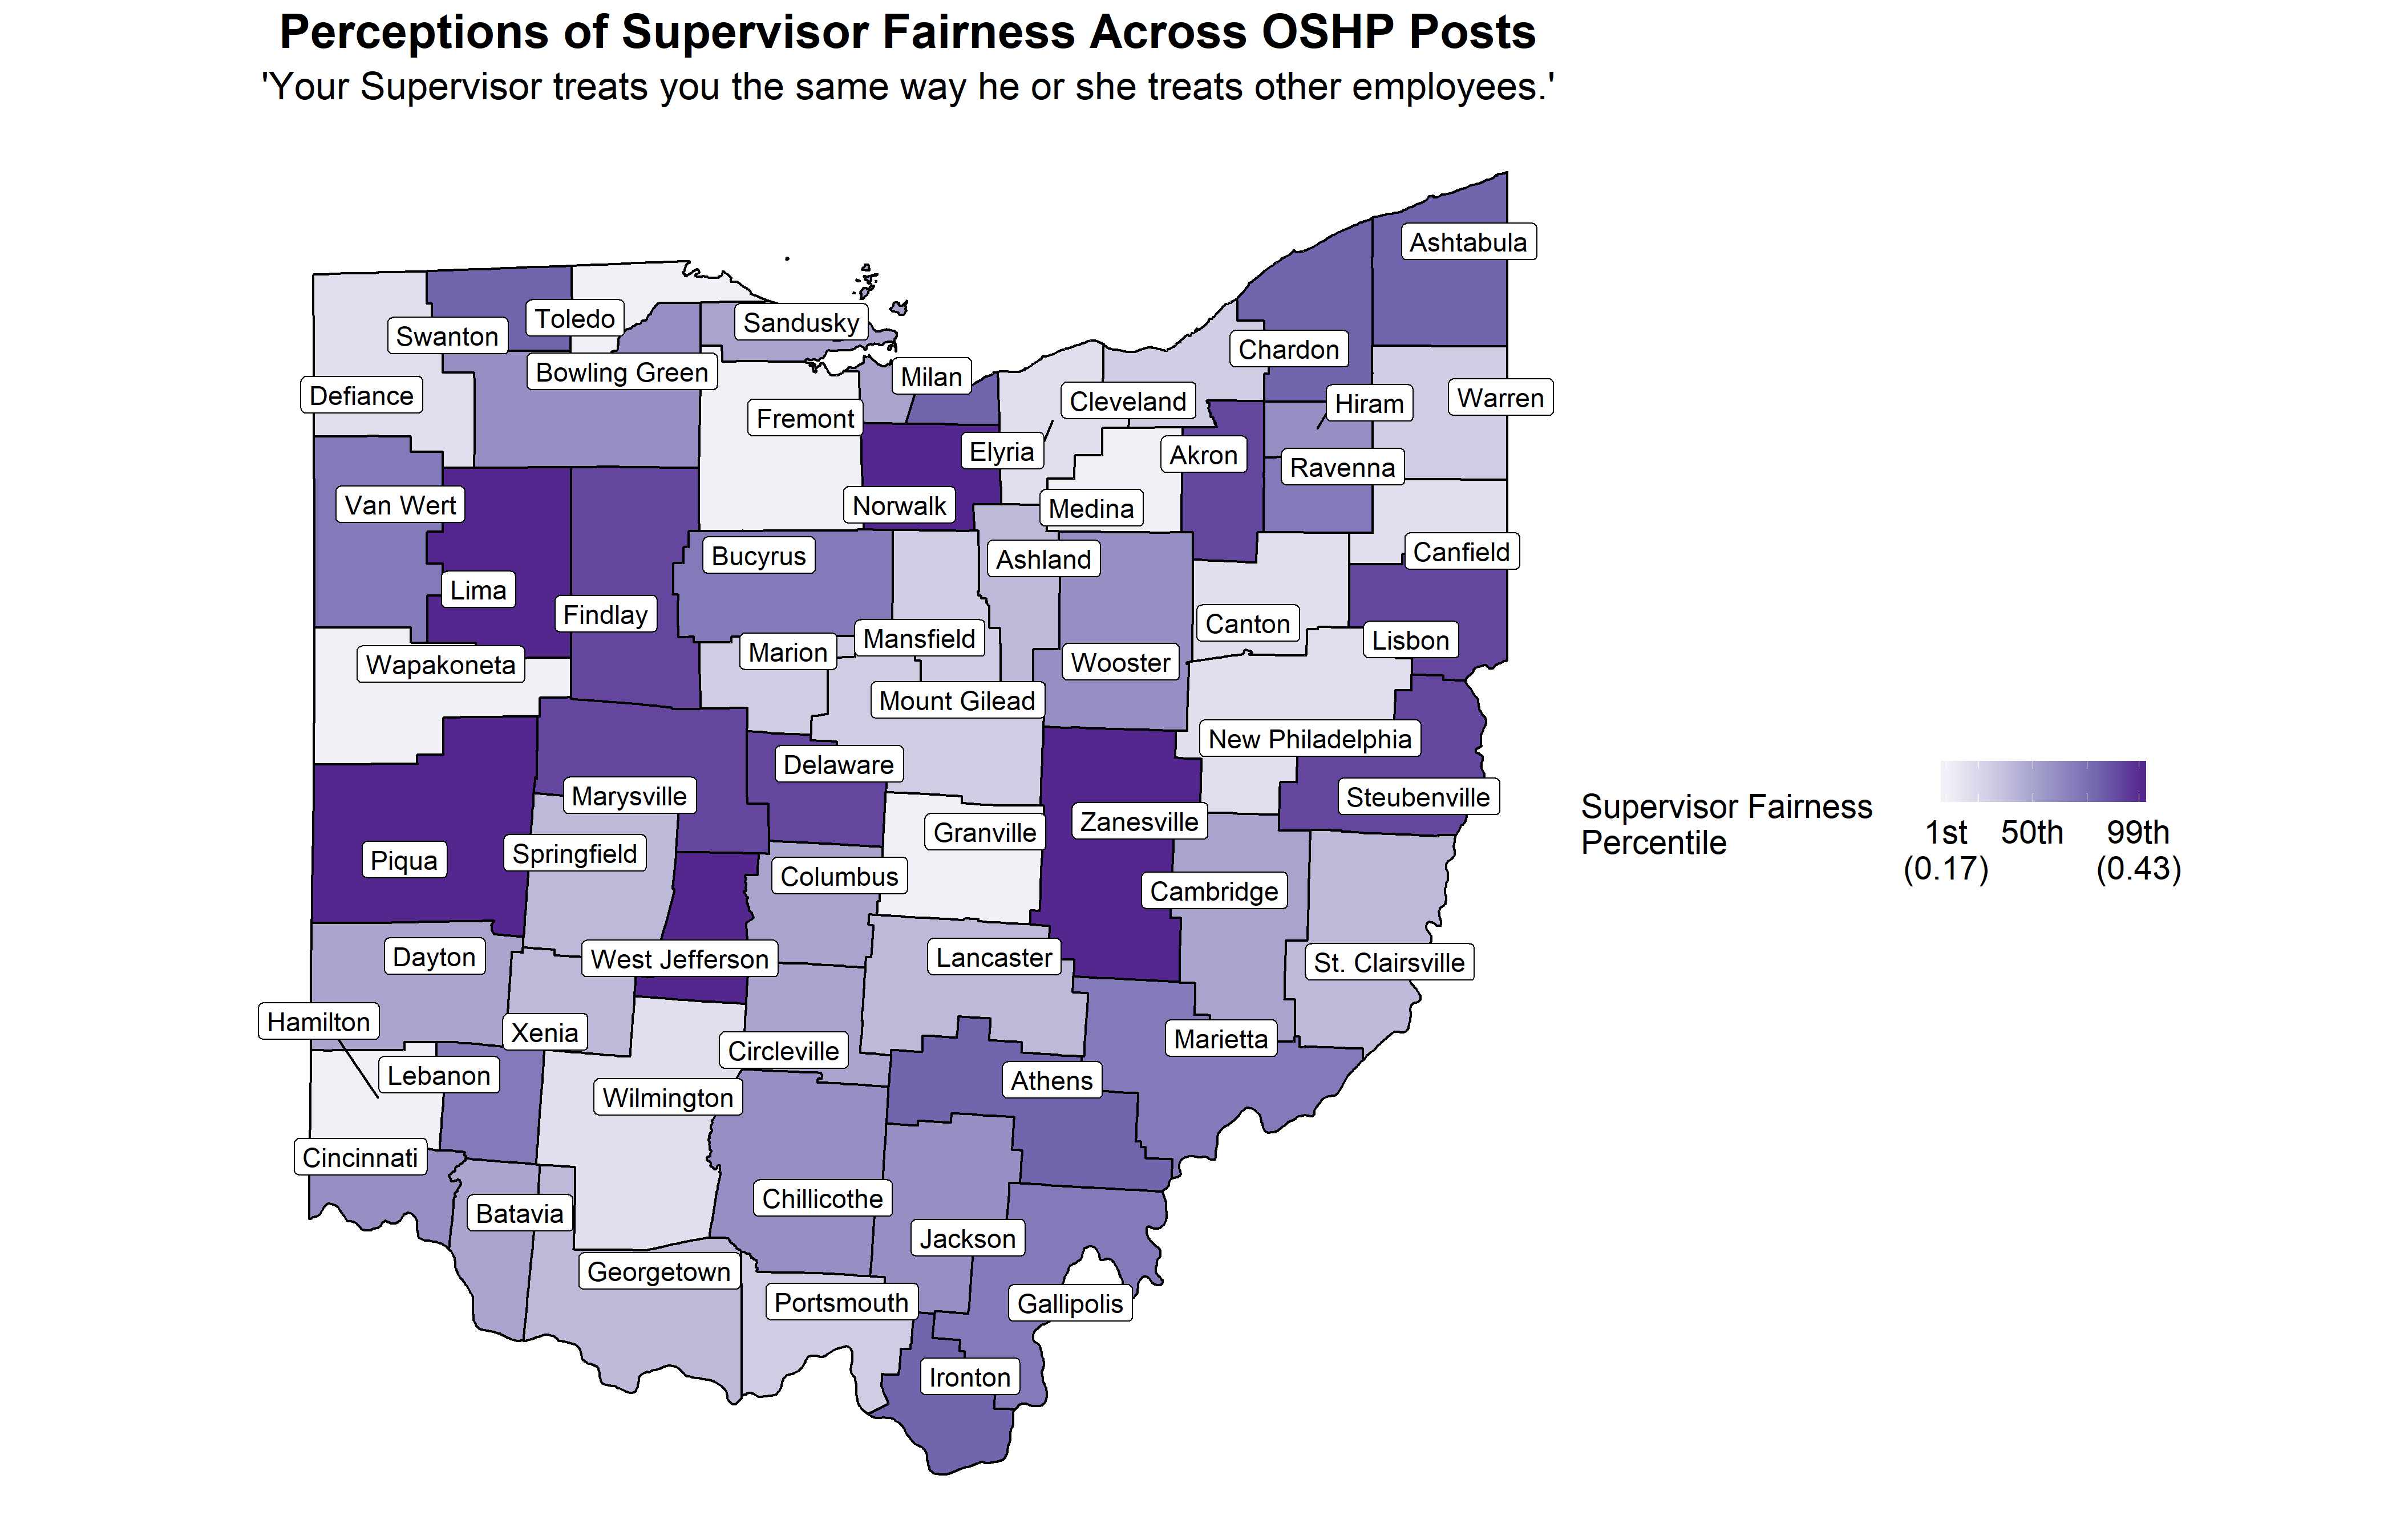 Perceptions of Supervisor Fairness Across OSHP Posts
'Your Supervisor treats you the same way he or she treats other employees.'
Ashtabula
Toledo
Sandusky
Swanton
Chardon
Bowling Green
Milan
Defiance
Cleveland
Hiram
Warren
Fremont
Elyria
Akron
Ravenna
Van Wert
Norwalk
Medina
Bucyrus
Ashland
Canfield
Lima
Findlay
Canton
Mansfield
Lisbon
Marion
Wapakoneta
Wooster
Mount Gilead
New Philadelphia
Delaware
Marysville
Steubenville
Zanesville
Granville
Springfield
Piqua
Columbus
Cambridge
Dayton
West Jefferson
Lancaster
St. Clairsville
Hamilton
Xenia
Marietta
Circleville
Lebanon
Athens
Wilmington
Cincinnati
Chillicothe
Batavia
Jackson
Georgetown
Portsmouth
Gallipolis
Ironton
Supervisor Fairness
Percentile
1st 50th 99th
(0.17) (0.43)